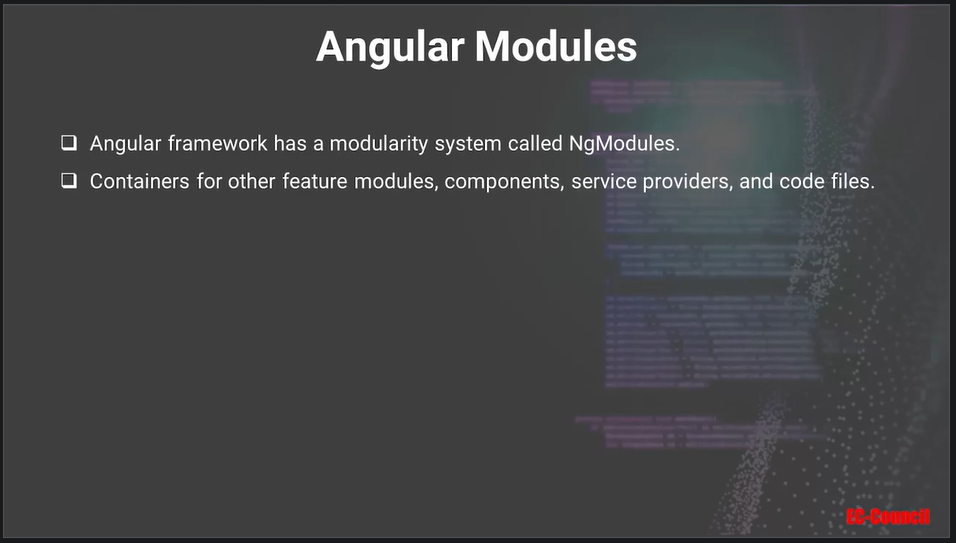 Angular Modules
❑ Angular framework has a modularity system called NgModules.
❑ Containers for other feature modules, components, service providers, and code files.
EC-Council